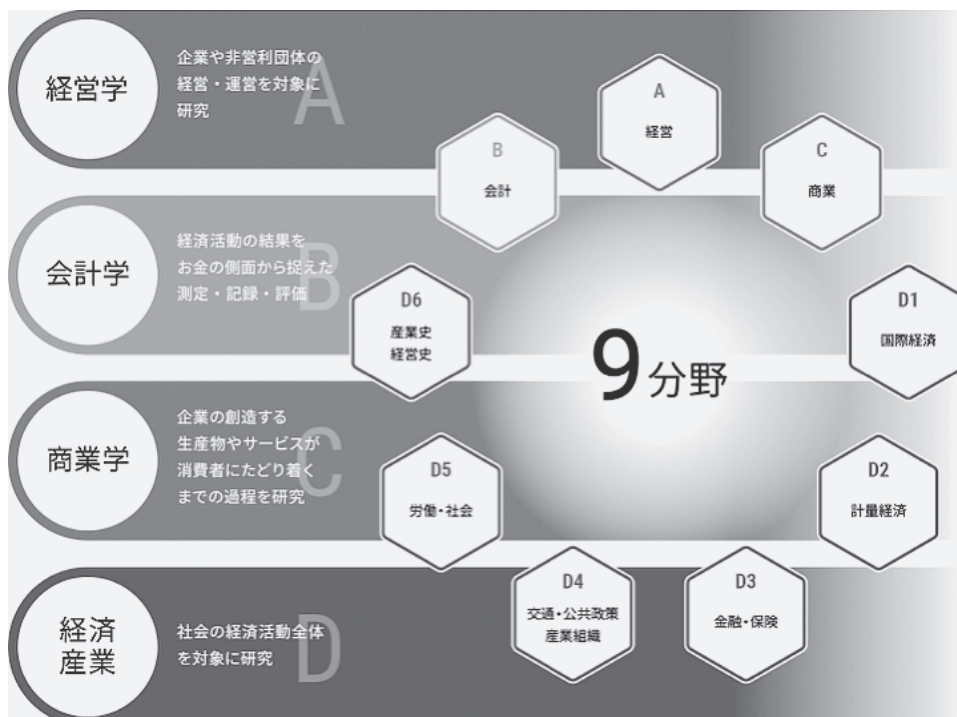 経営学
企業や非営利団体の
経営・運営を対象に
研究
A
会計学
経済活動の結果を
お金の側面から捉えた
測定・記録・評価
B
商業学
企業の創造する
生産物やサービスが
消費者にたどり着く
までの過程を研究
C
経済
産業
社会の経済活動全体
を対象に研究
D
9分野
A
経営
B
会計
C
商業
D1
国際経済
D2
計量経済
D3
金融・保険
D4
交通・公共政策
産業組織
D5
労働・社会
D6
産業史
経営史